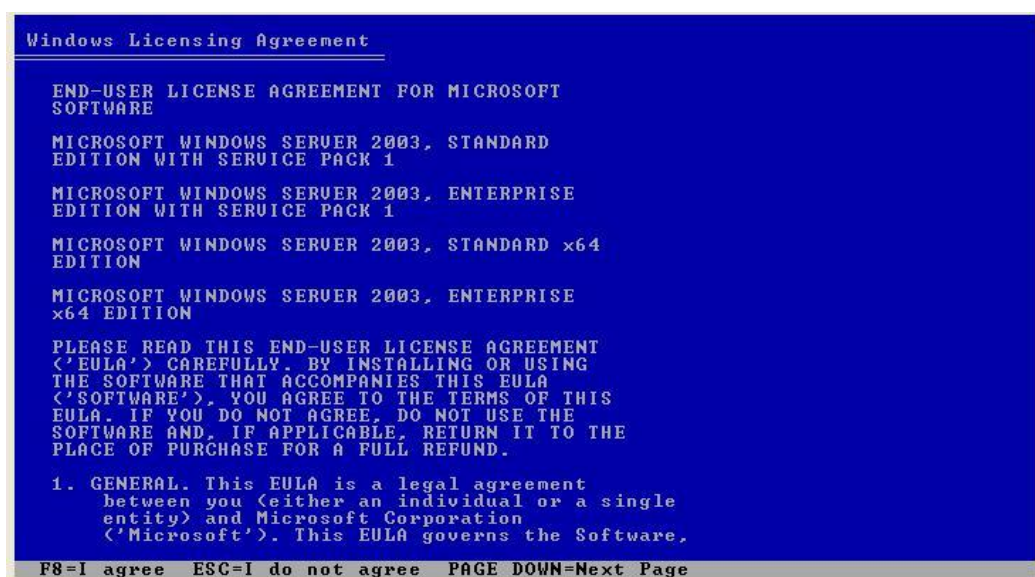 Windows Licensing Agreement
END-USER LICENSE AGREEMENT FOR MICROSOFT
SOFTWARE
MICROSOFT WINDOWS SERVER 2003, STANDARD
EDITION WITH SERVICE PACK 1
MICROSOFT WINDOWS SERVER 2003, ENTERPRISE
EDITION WITH SERVICE PACK 1
MICROSOFT WINDOWS SERVER 2003, STANDARD x64
EDITION
MICROSOFT WINDOWS SERVER 2003, ENTERPRISE
x64 EDITION
PLEASE READ THIS END-USER LICENSE AGREEMENT
('EULA') CAREFULLY. BY INSTALLING OR USING
THE SOFTWARE THAT ACCOMPANIES THIS EULA
('SOFTWARE'), YOU AGREE TO THE TERMS OF THIS
EULA. IF YOU DO NOT AGREE, DO NOT USE THE
SOFTWARE AND, IF APPLICABLE, RETURN IT TO THE
PLACE OF PURCHASE FOR A FULL REFUND.
1. GENERAL. This EULA is a legal agreement
between you (either an individual or a single
entity) and Microsoft Corporation
('Microsoft'). This EULA governs the Software,
F8=I agree ESC=I do not agree PAGE DOWN=Next Page